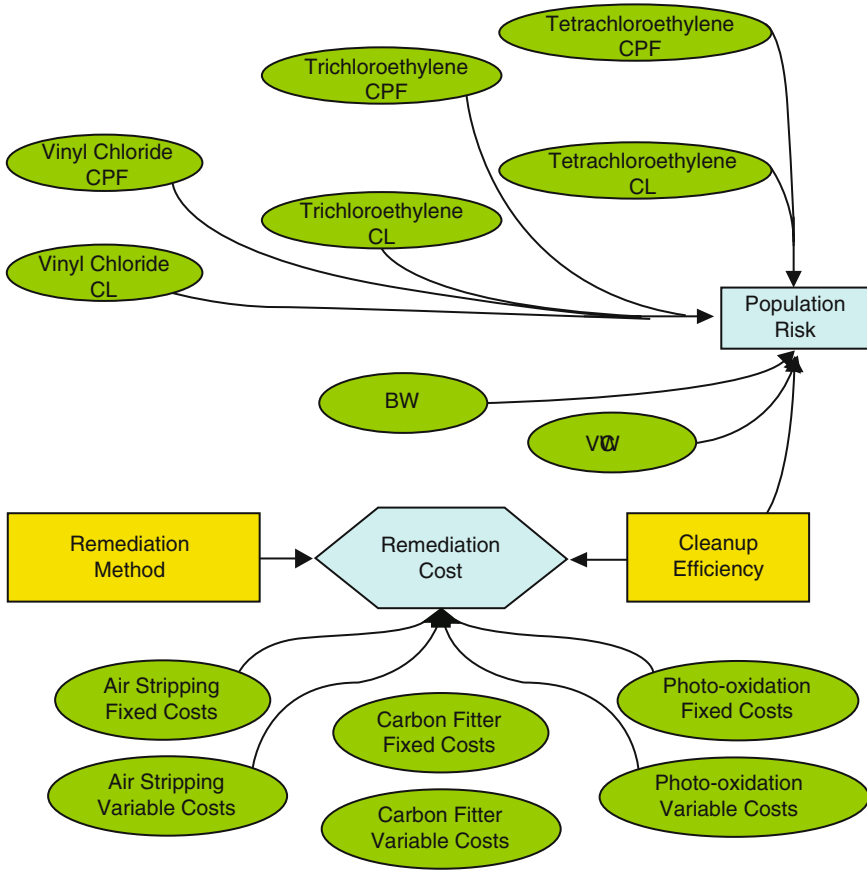 Tetrachloroethylene
CPF
Trichloroethylene
CPF
Vinyl Chloride
CPF
Tetrachloroethylene
CL
Trichloroethylene
CL
Vinyl Chloride
CL
Population
Risk
BW
Remediation
Method
Remediation
Cost
Cleanup
Efficiency
Air Stripping
Fixed Costs
Carbon Fitter
Fixed Costs
Photo-oxidation
Fixed Costs
Air Stripping
Variable Costs
Carbon Fitter
Variable Costs
Photo-oxidation
Variable Costs